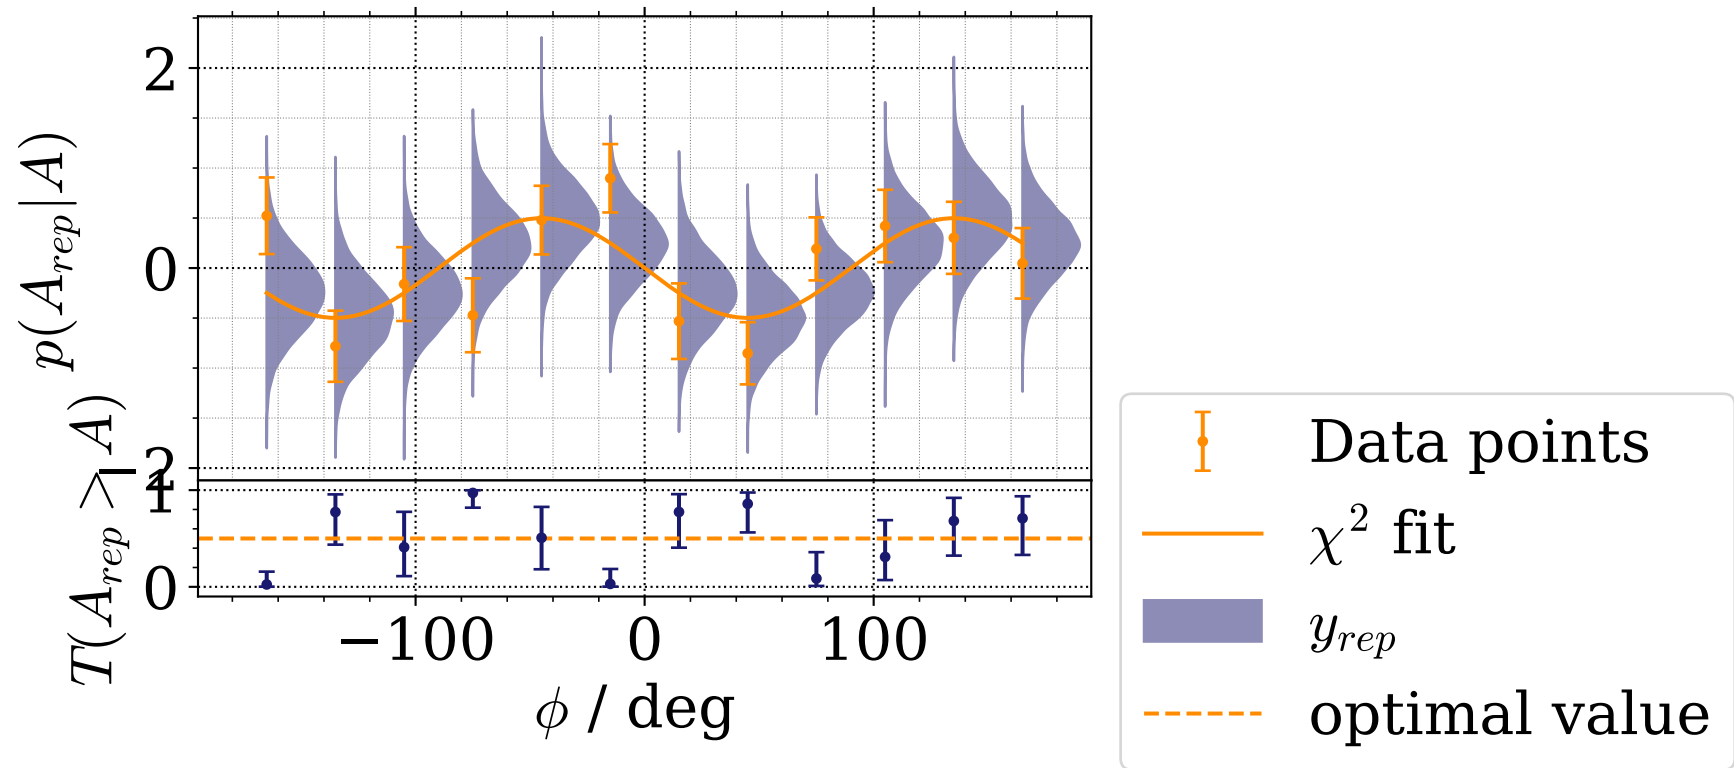 p(A_rep|A)
2
0
−2
T(A_rep > A)
1
0
−100 0 100
ϕ / deg
Data points
χ² fit
y_rep
optimal value